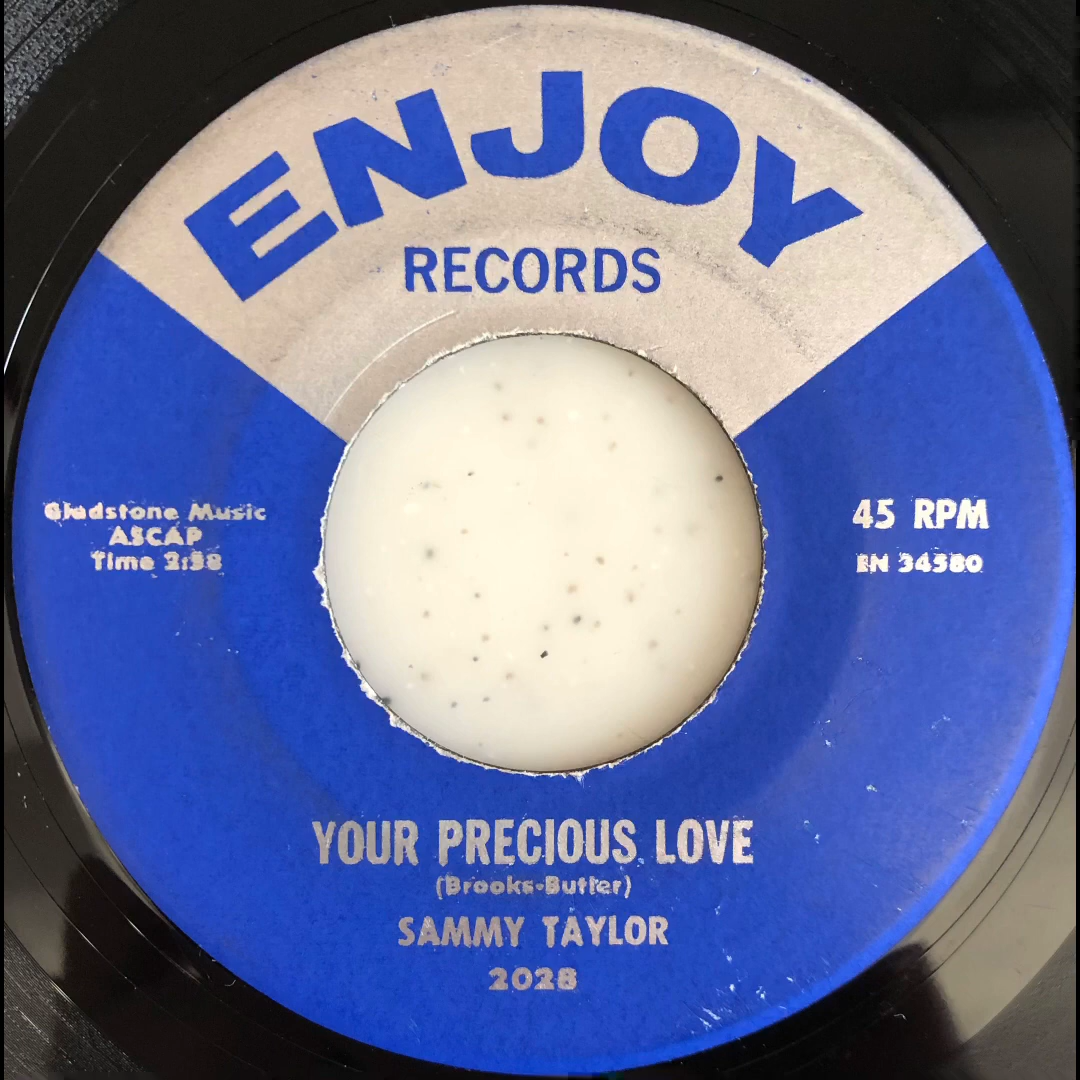 ENJOY
RECORDS
Gladstone Music
ASCAP
Time 2:58
45 RPM
EN 34580
YOUR PRECIOUS LOVE
(Brooks-Butler)
SAMMY TAYLOR
2028